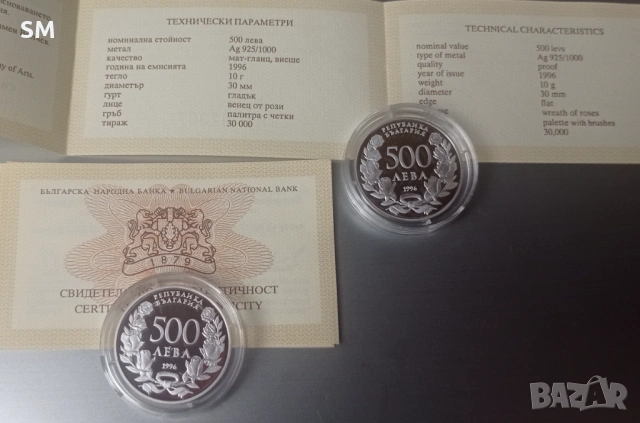 SM
ТЕХНИЧЕСКИ ПАРАМЕТРИ
номинална стойност 500 лева
метал Ag 925/1000
качество мат-гланц, висше
година на емисията 1996
тегло 10 г
диаметър 30 мм
гурт гладък
лице венец от рози
гръб палитра с четки
тираж 30 000
TECHNICAL CHARACTERISTICS
nominal value 500 levs
type of metal Ag 925/1000
quality proof
year of issue 1996
weight 10 g
diameter 30 mm
edge flat
wreath of roses
palette with brushes
30,000
of Arts.
РЕПУБЛИКА
БЪЛГАРИЯ
500
ЛЕВА
1996
БЪЛГАРСКА НАРОДНА БАНКА ★ BULGARIAN NATIONAL BANK
1879
РЕПУБЛИКА
БЪЛГАРИЯ
500
ЛЕВА
1996
BAZAR